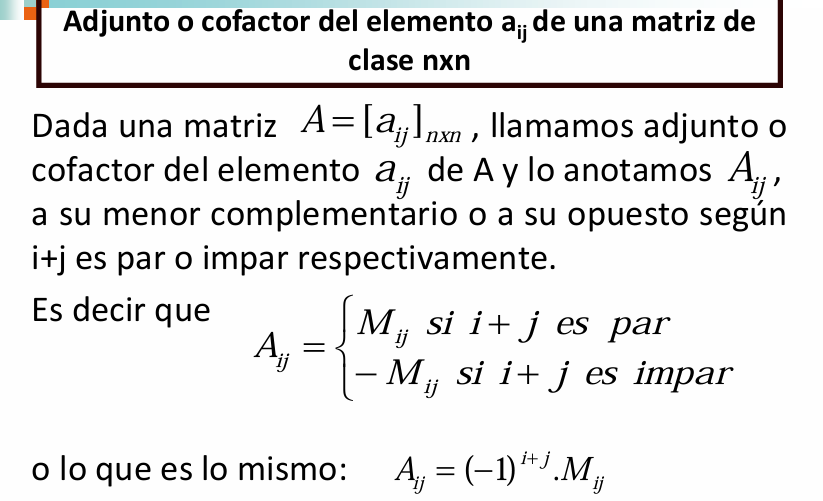 Adjunto o cofactor del elemento aᵢⱼ de una matriz de
clase nxn
Dada una matriz A = [aᵢⱼ]ₙₓₙ , llamamos adjunto o
cofactor del elemento aᵢⱼ de A y lo anotamos Aᵢⱼ ,
a su menor complementario o a su opuesto según
i+j es par o impar respectivamente.
Es decir que
Aᵢⱼ = { Mᵢⱼ si i + j es par
− Mᵢⱼ si i + j es impar
o lo que es lo mismo: Aᵢⱼ = (−1)ⁱ⁺ʲ.Mᵢⱼ